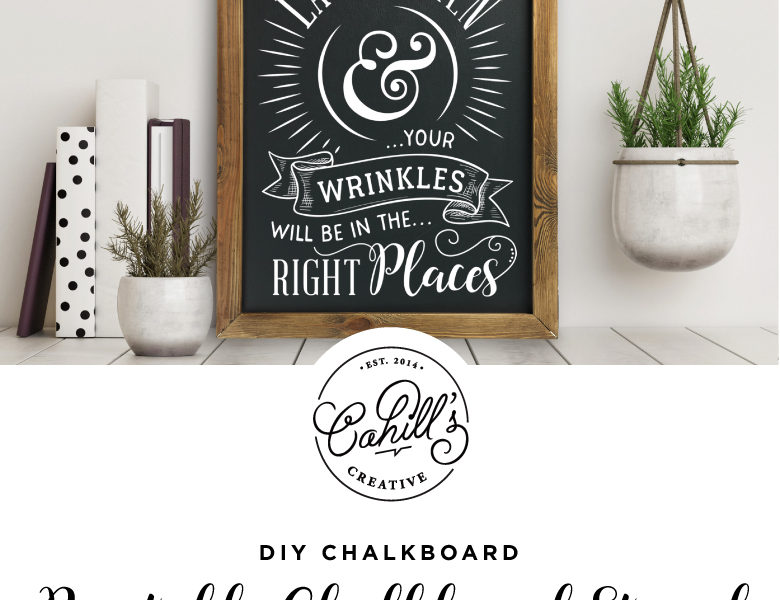 &
...YOUR
WRINKLES
WILL BE IN THE...
RIGHT Places
• EST. 2014 •
Cahill's
CREATIVE
DIY CHALKBOARD